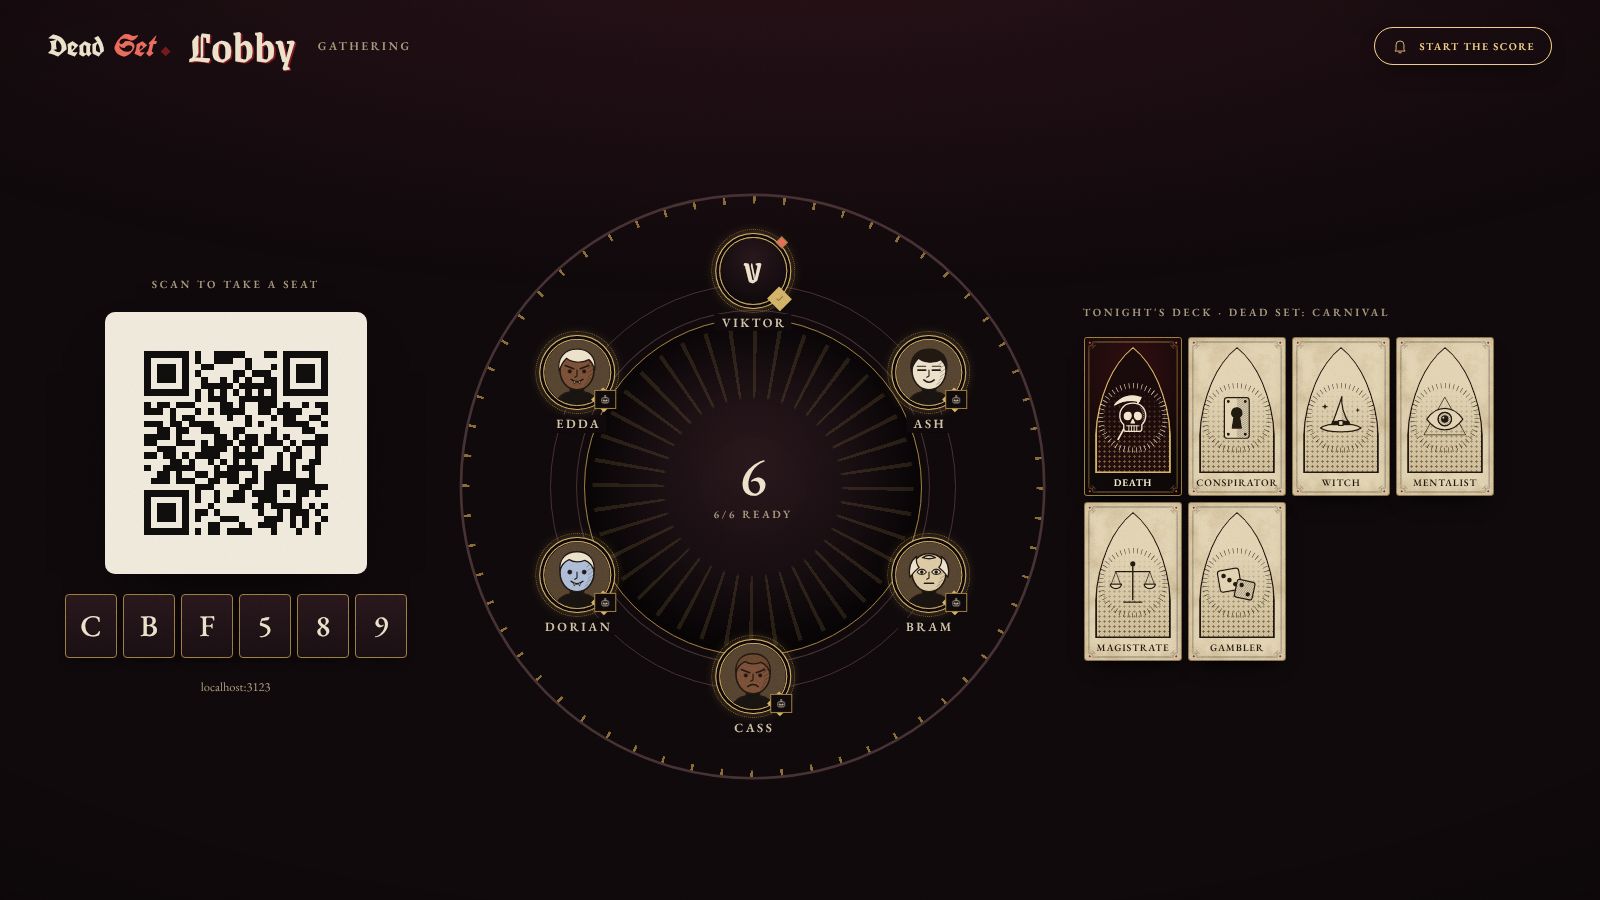 Dead Set
Lobby
GATHERING
START THE SCORE
SCAN TO TAKE A SEAT
C B F 5 8 9
localhost:3123
V
VIKTOR
EDDA
ASH
6
6/6 READY
DORIAN
BRAM
CASS
TONIGHT'S DECK · DEAD SET: CARNIVAL
DEATH
CONSPIRATOR
WITCH
MENTALIST
MAGISTRATE
GAMBLER